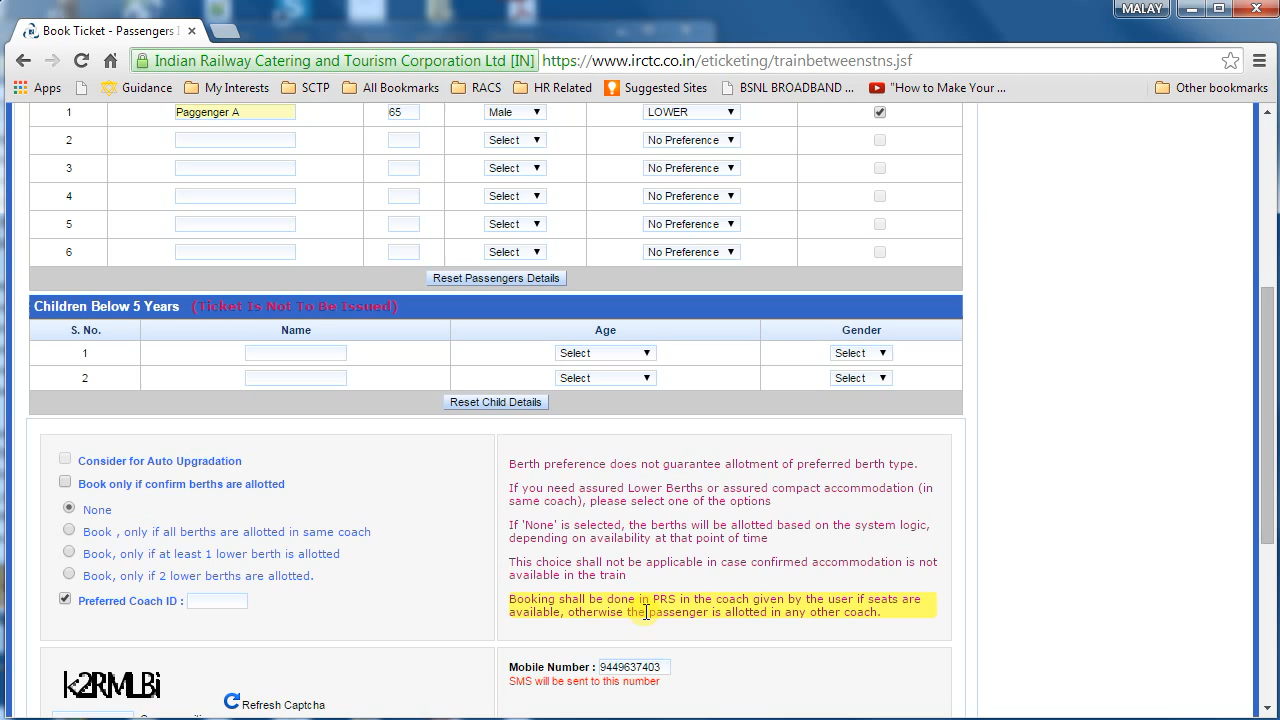 MALAY
Book Ticket - Passengers
Indian Railway Catering and Tourism Corporation Ltd [IN] https://www.irctc.co.in/eticketing/trainbetweenstns.jsf
Apps Guidance My Interests SCTP All Bookmarks RACS HR Related Suggested Sites BSNL BROADBAND ... "How to Make Your ... Other bookmarks
1 Paggenger A 65 Male LOWER
2 Select No Preference
3 Select No Preference
4 Select No Preference
5 Select No Preference
6 Select No Preference
Reset Passengers Details
Children Below 5 Years (Ticket Is Not To Be Issued)
S. No. Name Age Gender
1 Select Select
2 Select Select
Reset Child Details
Consider for Auto Upgradation
Book only if confirm berths are allotted
None
Book , only if all berths are allotted in same coach
Book, only if at least 1 lower berth is allotted
Book, only if 2 lower berths are allotted.
Preferred Coach ID :
Berth preference does not guarantee allotment of preferred berth type.
If you need assured Lower Berths or assured compact accommodation (in
same coach), please select one of the options
If 'None' is selected, the berths will be allotted based on the system logic,
depending on availability at that point of time
This choice shall not be applicable in case confirmed accommodation is not
available in the train
Booking shall be done in PRS in the coach given by the user if seats are
available, otherwise the passenger is allotted in any other coach.
k2RMLBi
Refresh Captcha
Mobile Number : 9449637403
SMS will be sent to this number